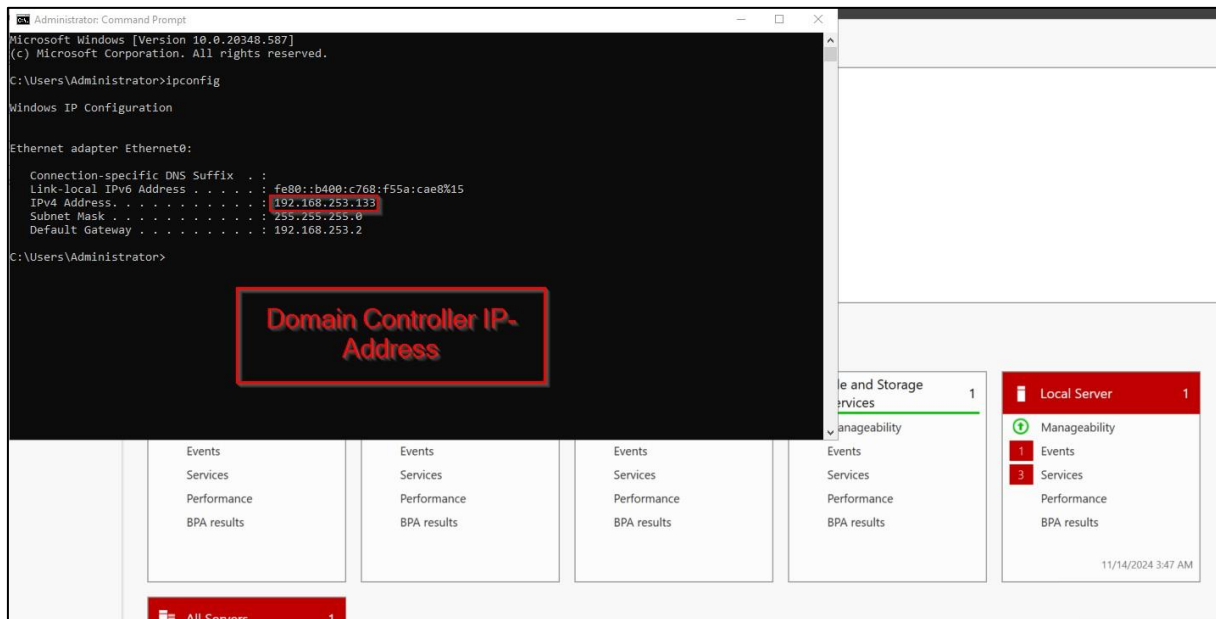 Administrator: Command Prompt
Microsoft Windows [Version 10.0.20348.587]
(c) Microsoft Corporation. All rights reserved.
C:\Users\Administrator>ipconfig
Windows IP Configuration
Ethernet adapter Ethernet0:
Connection-specific DNS Suffix . :
Link-local IPv6 Address . . . . . : fe80::b400:c768:f55a:cae8%15
IPv4 Address. . . . . . . . . . . : 192.168.253.133
Subnet Mask . . . . . . . . . . . : 255.255.255.0
Default Gateway . . . . . . . . . : 192.168.253.2
C:\Users\Administrator>
Domain Controller IP-
Address
Events
Services
Performance
BPA results
Events
Services
Performance
BPA results
Events
Services
Performance
BPA results
and Storage 1
Events
Services
Performance
BPA results
Local Server 1
Manageability
1 Events
3 Services
Performance
BPA results
11/14/2024 3:47 AM
All Servers 1